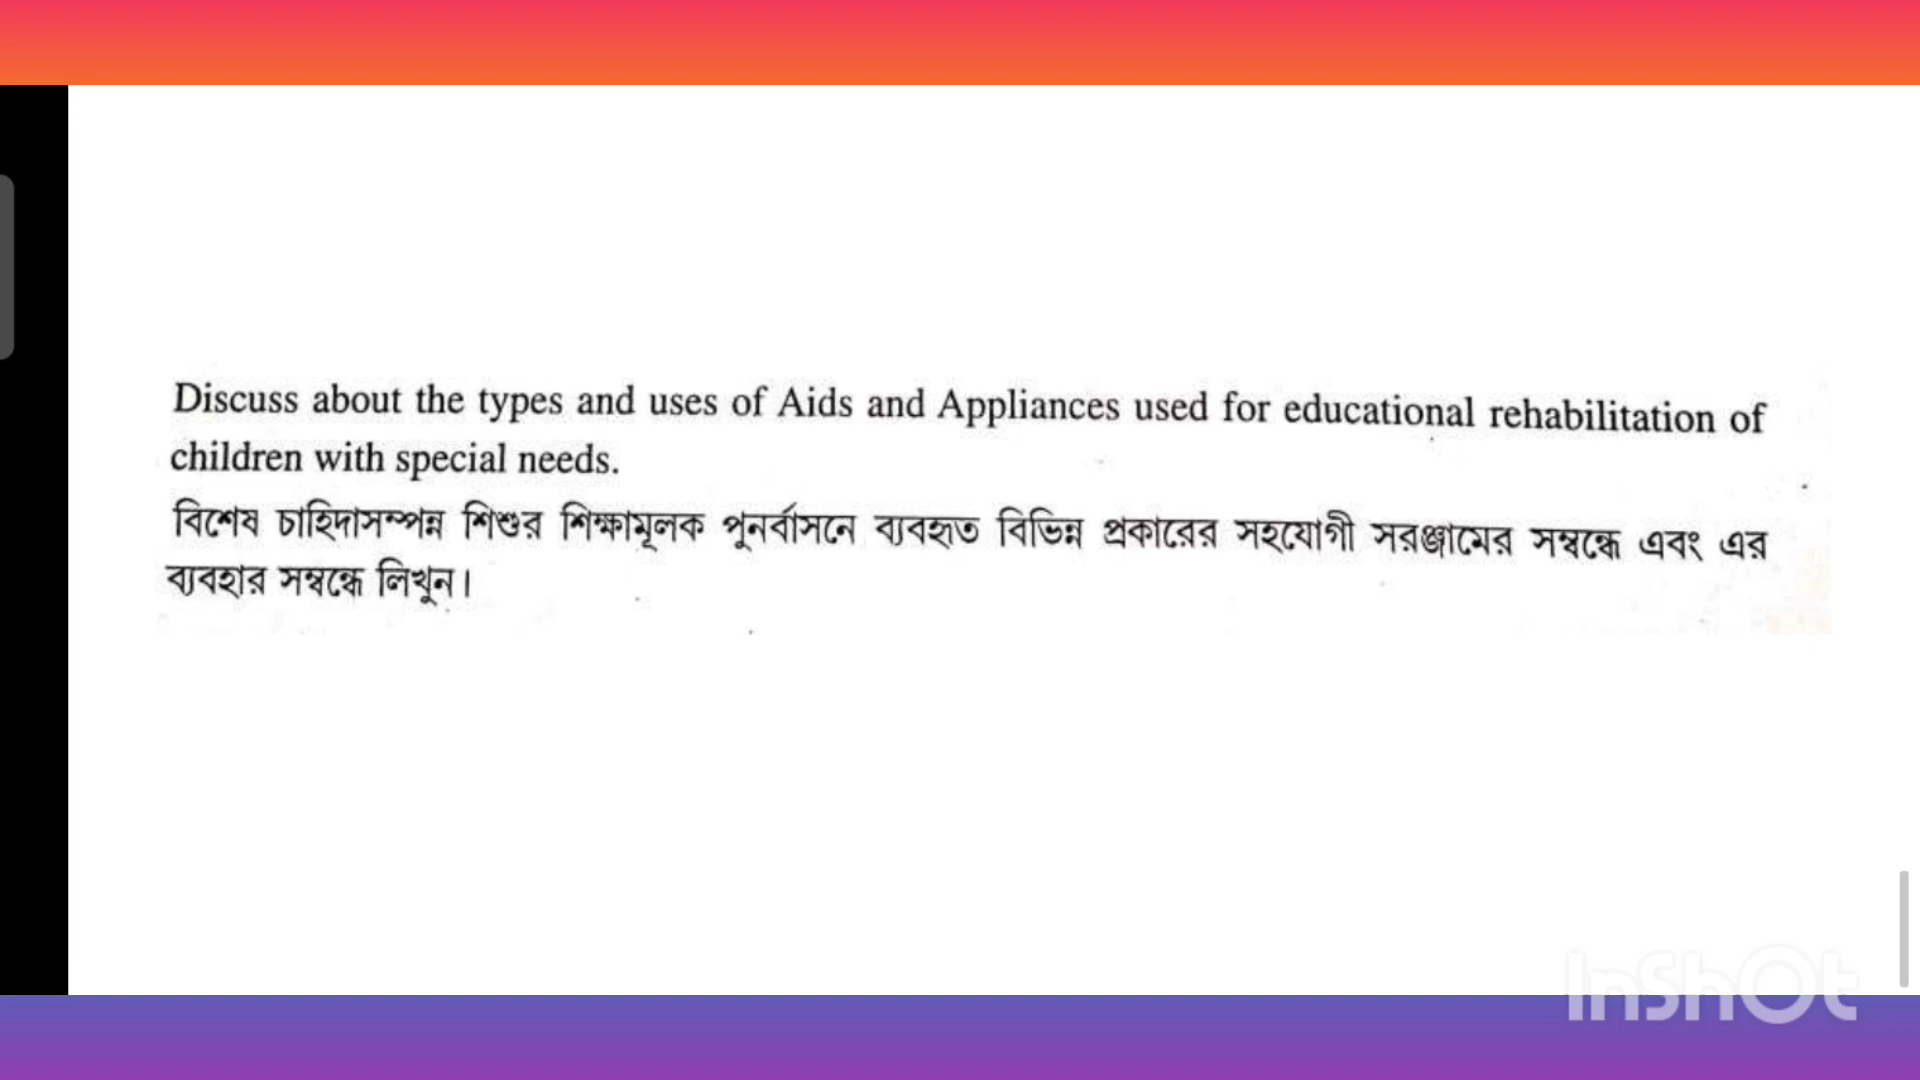 Discuss about the types and uses of Aids and Appliances used for educational rehabilitation of
children with special needs.
বিশেষ চাহিদাসম্পন্ন শিশুর শিক্ষামূলক পুনর্বাসনে ব্যবহৃত বিভিন্ন প্রকারের সহযোগী সরঞ্জামের সম্বন্ধে এবং এর
ব্যবহার সম্বন্ধে লিখুন।
InShOt